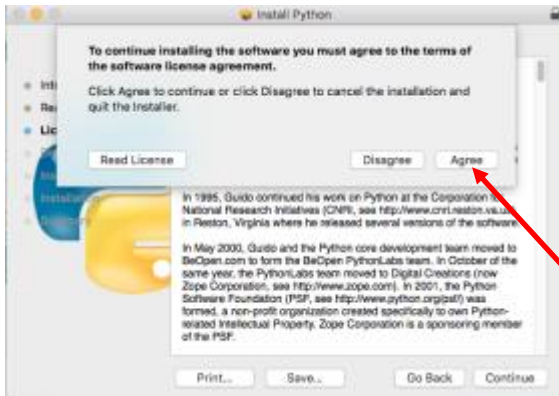 Install Python
To continue installing the software you must agree to the terms of
the software license agreement.
Click Agree to continue or click Disagree to cancel the installation and
quit the Installer.
Read License
Disagree
Agree
Int
Rea
Lic
In 1995, Guido continued his work on Python at the Corporation for
National Research Initiatives (CNRI, see http://www.cnri.reston.va.us
in Reston, Virginia where he released several versions of the software.
In May 2000, Guido and the Python core development team moved to
BeOpen.com to form the BeOpen PythonLabs team. In October of the
same year, the PythonLabs team moved to Digital Creations (now
Zope Corporation, see http://www.zope.com). In 2001, the Python
Software Foundation (PSF, see http://www.python.org/psf/) was
formed, a non-profit organization created specifically to own Python-
related Intellectual Property. Zope Corporation is a sponsoring member
of the PSF.
Print...
Save...
Go Back
Continue